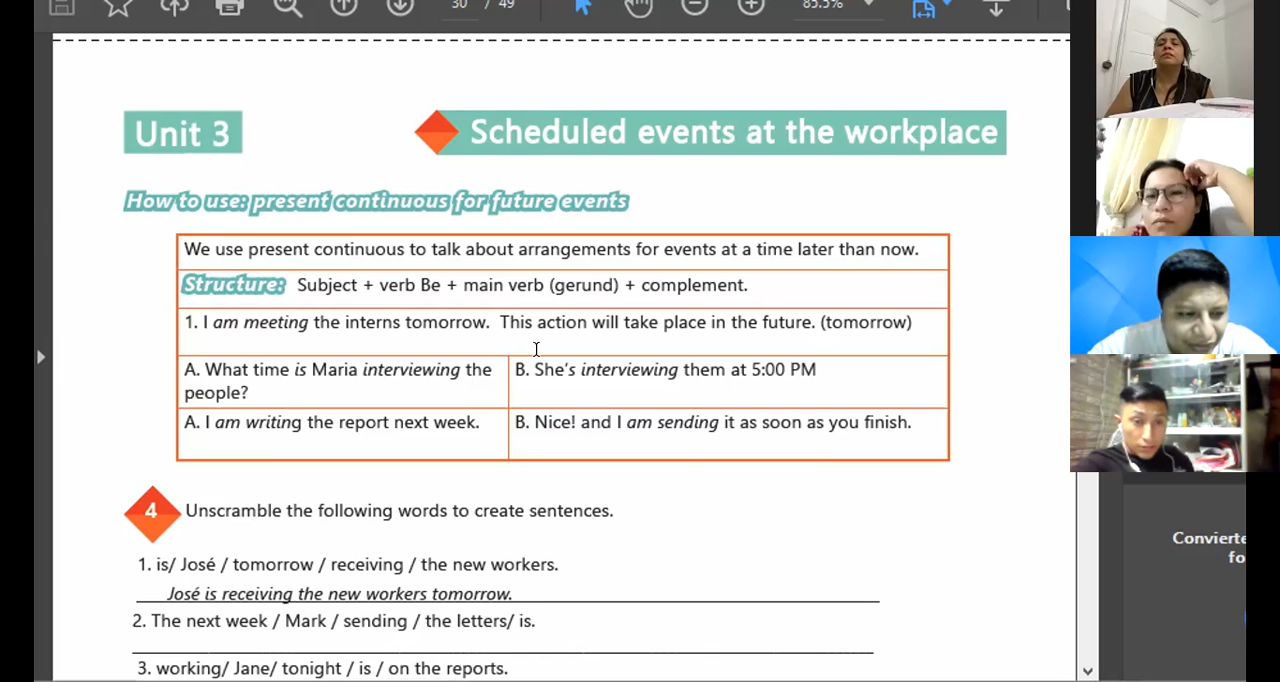 30 / 49
85.5%
Unit 3
Scheduled events at the workplace
How to use: present continuous for future events
We use present continuous to talk about arrangements for events at a time later than now.
Structure: Subject + verb Be + main verb (gerund) + complement.
1. I am meeting the interns tomorrow. This action will take place in the future. (tomorrow)
A. What time is Maria interviewing the
people?
B. She's interviewing them at 5:00 PM
A. I am writing the report next week.
B. Nice! and I am sending it as soon as you finish.
4
Unscramble the following words to create sentences.
1. is/ José / tomorrow / receiving / the new workers.
José is receiving the new workers tomorrow.
2. The next week / Mark / sending / the letters/ is.
3. working/ Jane/ tonight / is / on the reports.
Convierte
fo